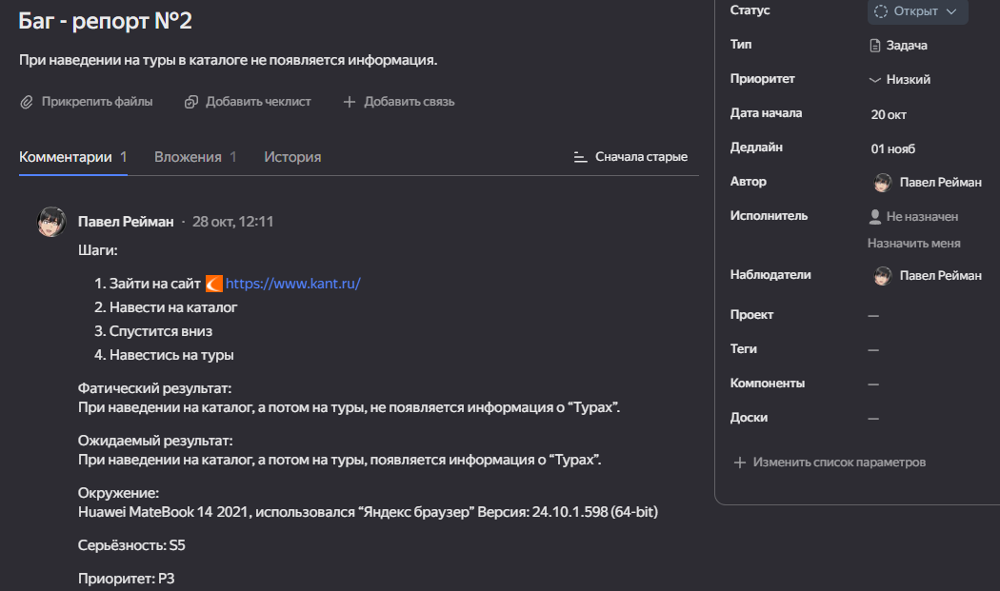 Баг - репорт №2
При наведении на туры в каталоге не появляется информация.
Прикрепить файлы
Добавить чеклист
Добавить связь
Комментарии 1
Вложения 1
История
Сначала старые
Павел Рейман · 28 окт, 12:11
Шаги:
1. Зайти на сайт https://www.kant.ru/
2. Навести на каталог
3. Спустится вниз
4. Навестись на туры
Фатический результат:
При наведении на каталог, а потом на туры, не появляется информация о “Турах”.
Ожидаемый результат:
При наведении на каталог, а потом на туры, появляется информация о “Турах”.
Окружение:
Huawei MateBook 14 2021, использовался “Яндекс браузер” Версия: 24.10.1.598 (64-bit)
Серьёзность: S5
Приоритет: P3
Статус
Открыт
Тип
Задача
Приоритет
Низкий
Дата начала
20 окт
Дедлайн
01 нояб
Автор
Павел Рейман
Исполнитель
Не назначен
Назначить меня
Наблюдатели
Павел Рейман
Проект
—
Теги
—
Компоненты
—
Доски
—
Изменить список параметров